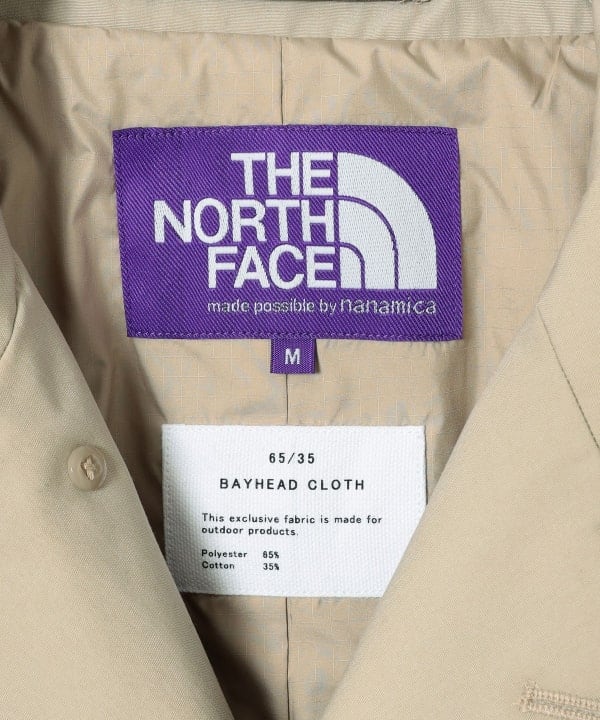 THE
NORTH
FACE
made possible by nanamica
M
65/35
BAYHEAD CLOTH
This exclusive fabric is made for
outdoor products.
Polyester 65%
Cotton 35%